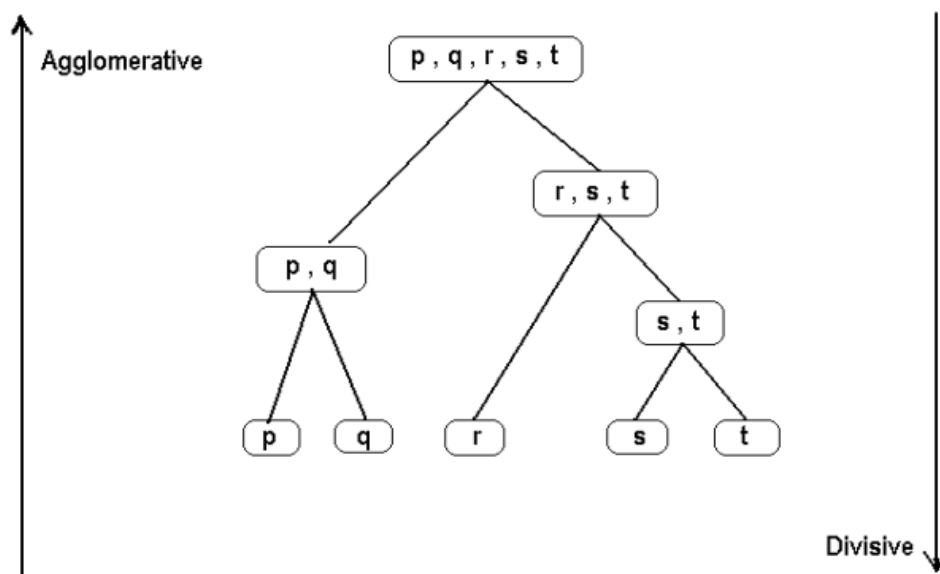 p , q , r , s , t
Agglomerative
r , s , t
p , q
s , t
p
q
r
s
t
Divisive